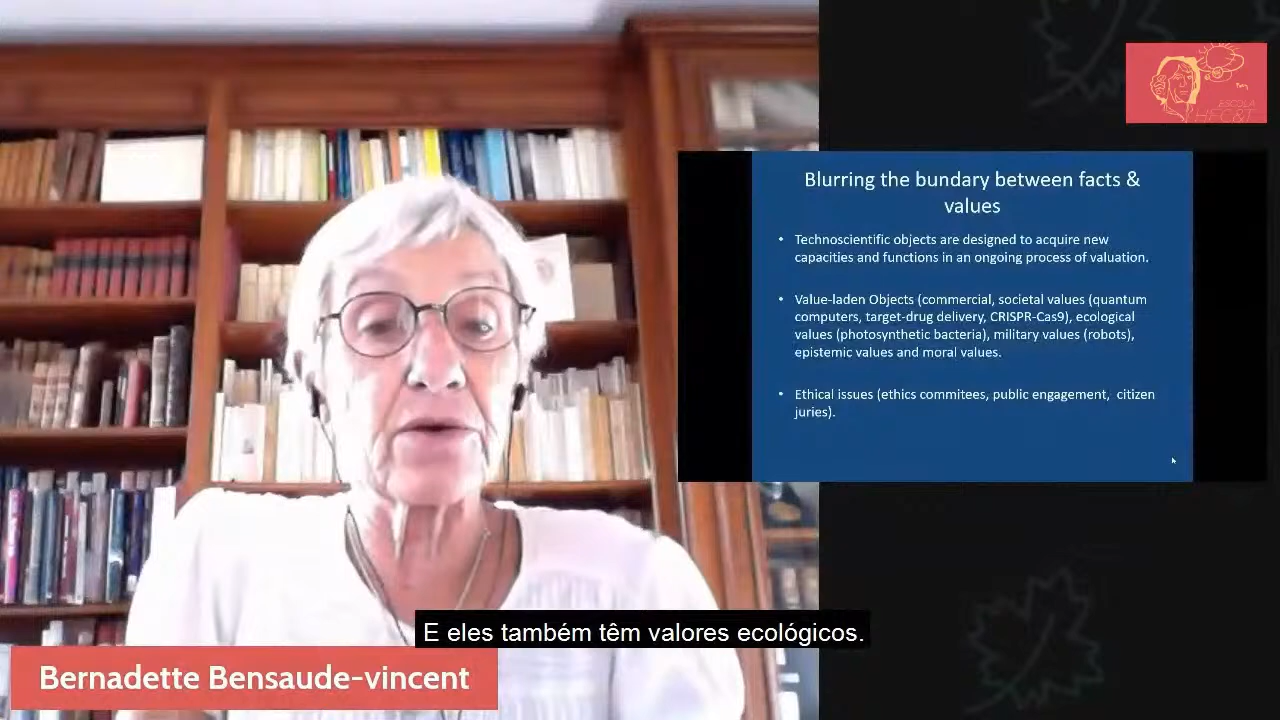 ESCOLA
HFC&T
Blurring the bundary between facts &
values
• Technoscientific objects are designed to acquire new
capacities and functions in an ongoing process of valuation.
• Value-laden Objects (commercial, societal values (quantum
computers, target-drug delivery, CRISPR-Cas9), ecological
values (photosynthetic bacteria), military values (robots),
epistemic values and moral values.
• Ethical issues (ethics commitees, public engagement, citizen
juries).
E eles também têm valores ecológicos.
Bernadette Bensaude-vincent